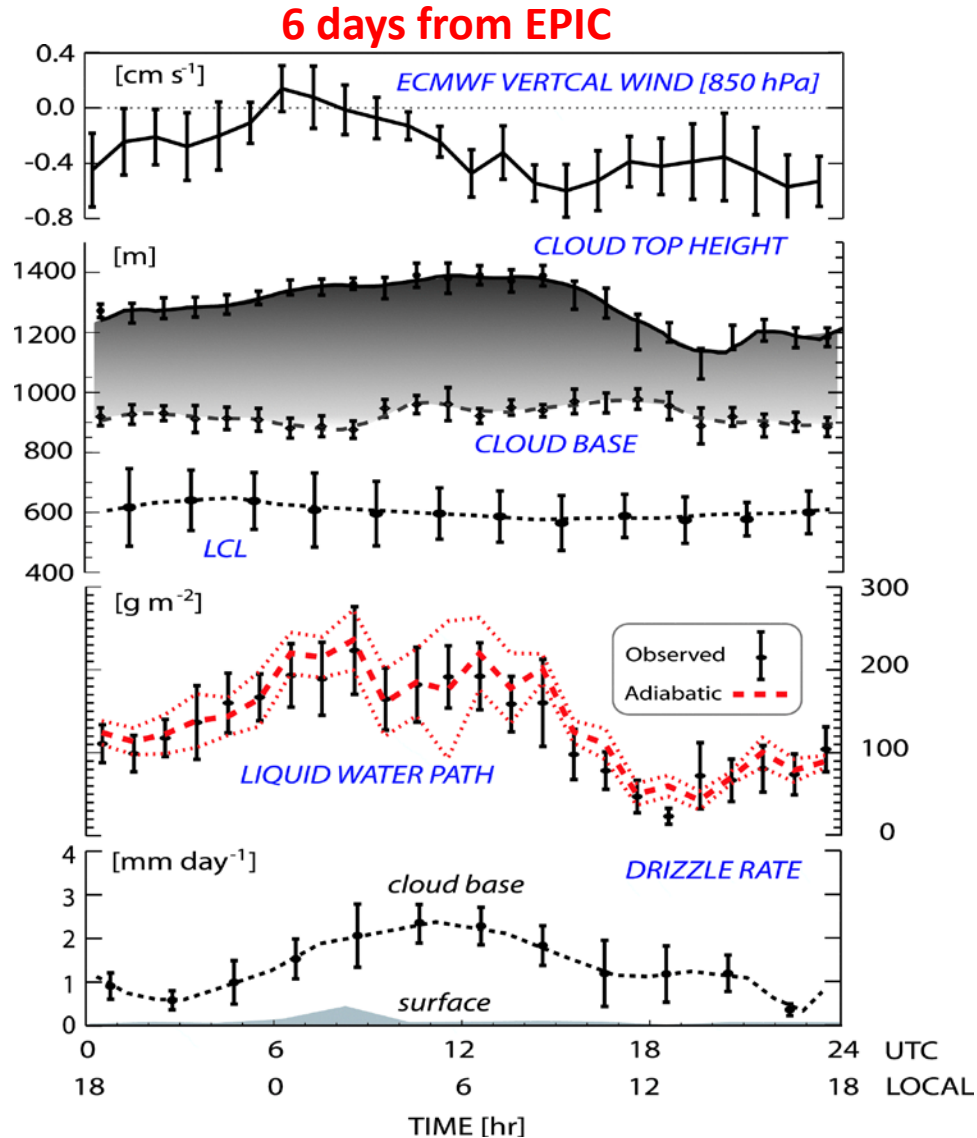 6 days from EPIC
0.4
[cm s⁻¹]
ECMWF VERTCAL WIND [850 hPa]
0.0
-0.4
-0.8
CLOUD TOP HEIGHT
[m]
1400
1200
1000
800
CLOUD BASE
600
LCL
400
[g m⁻²]
300
Observed
Adiabatic
200
LIQUID WATER PATH
100
0
4
[mm day⁻¹]
cloud base
DRIZZLE RATE
3
2
1
surface
0
0 6 12 18 24 UTC
18 0 6 12 18 LOCAL
TIME [hr]